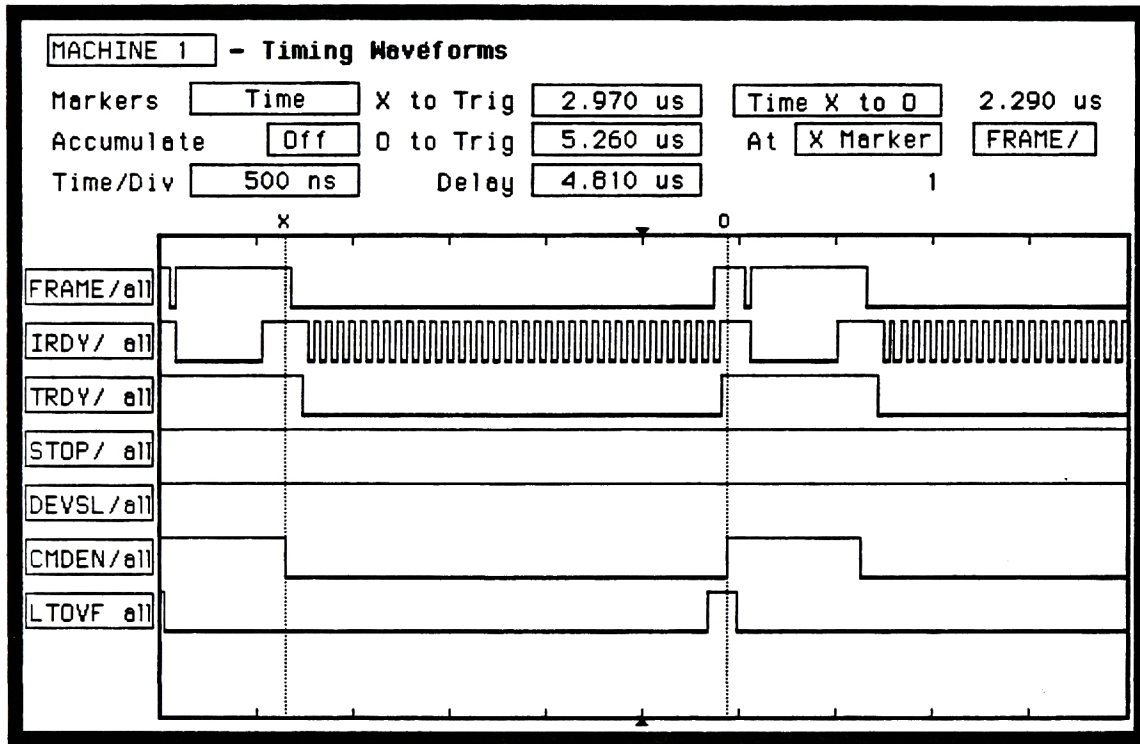 MACHINE 1 - Timing Waveforms
Markers Time X to Trig 2.970 us Time X to O 2.290 us
Accumulate Off O to Trig 5.260 us At X Marker FRAME/
Time/Div 500 ns Delay 4.810 us 1
X O
FRAME/all
IRDY/ all
TRDY/ all
STOP/ all
DEVSL/all
CMDEN/all
LTOVF all